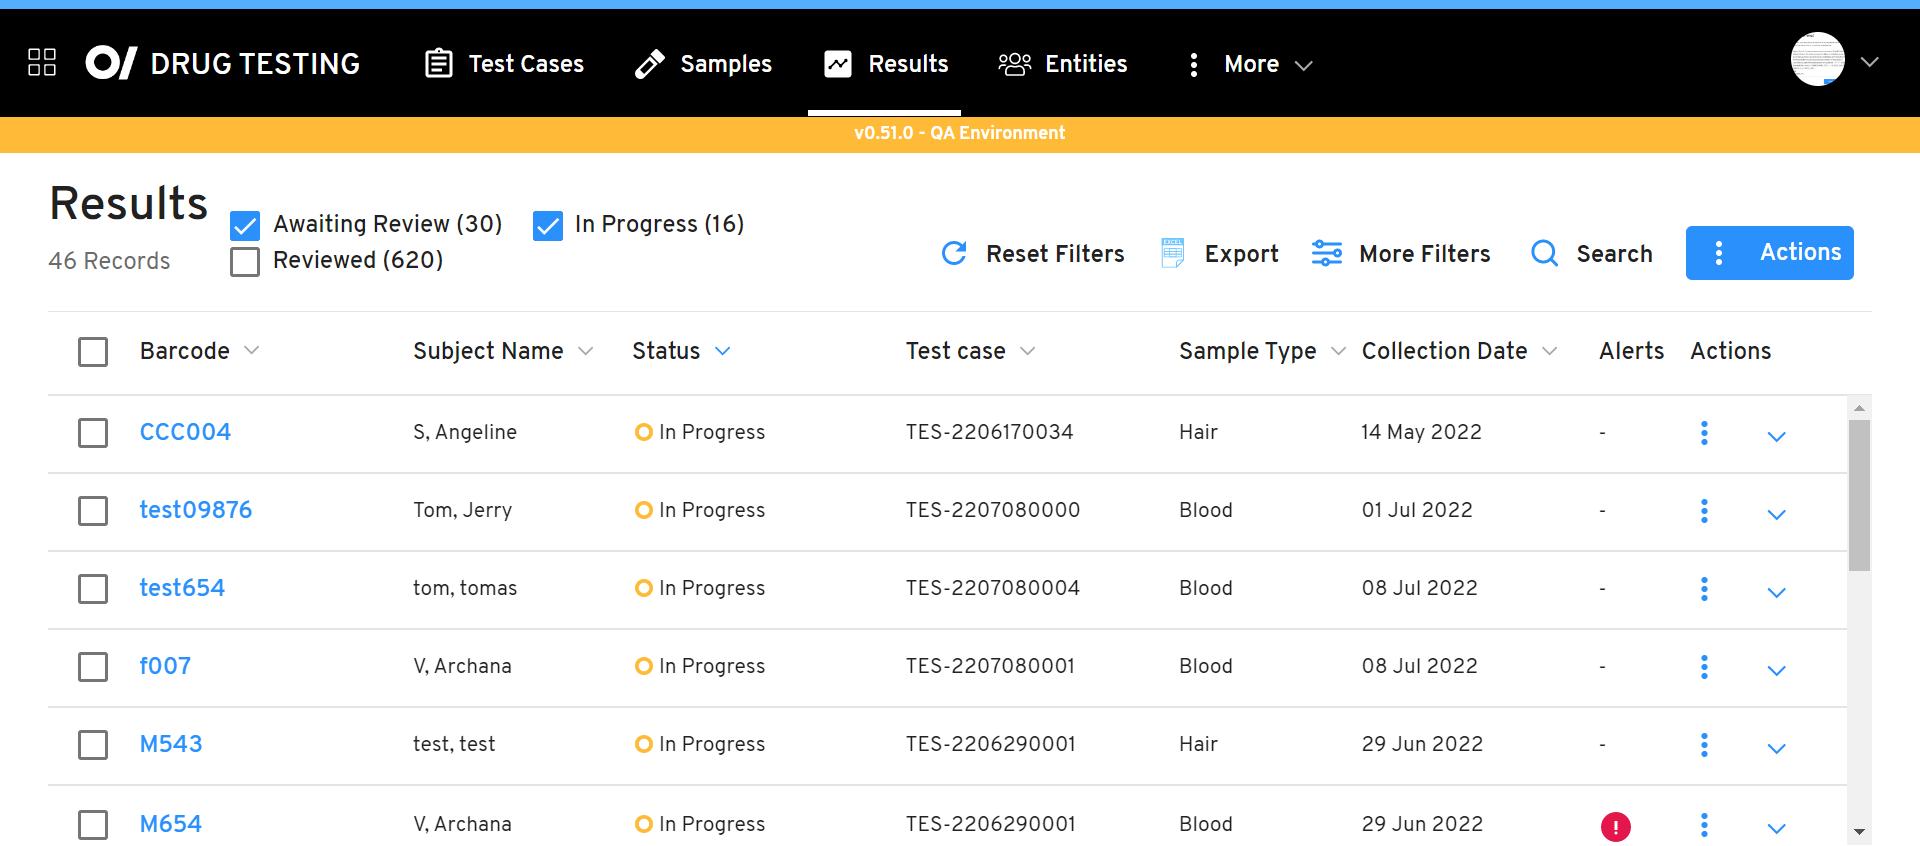 DRUG TESTING Test Cases Samples Results Entities More
v0.51.0 - QA Environment
Results
Awaiting Review (30) In Progress (16)
46 Records
Reviewed (620)
Reset Filters Export More Filters Search Actions
Barcode Subject Name Status Test case Sample Type Collection Date Alerts Actions
CCC004 S, Angeline In Progress TES-2206170034 Hair 14 May 2022 -
test09876 Tom, Jerry In Progress TES-2207080000 Blood 01 Jul 2022 -
test654 tom, tomas In Progress TES-2207080004 Blood 08 Jul 2022 -
f007 V, Archana In Progress TES-2207080001 Blood 08 Jul 2022 -
M543 test, test In Progress TES-2206290001 Hair 29 Jun 2022 -
M654 V, Archana In Progress TES-2206290001 Blood 29 Jun 2022 !